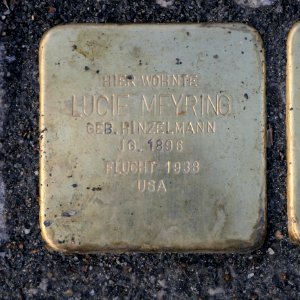 HIER WOHNTE
LUCIE MEYRING
GEB. HINZELMANN
JG. 1896
FLUCHT 1938
USA